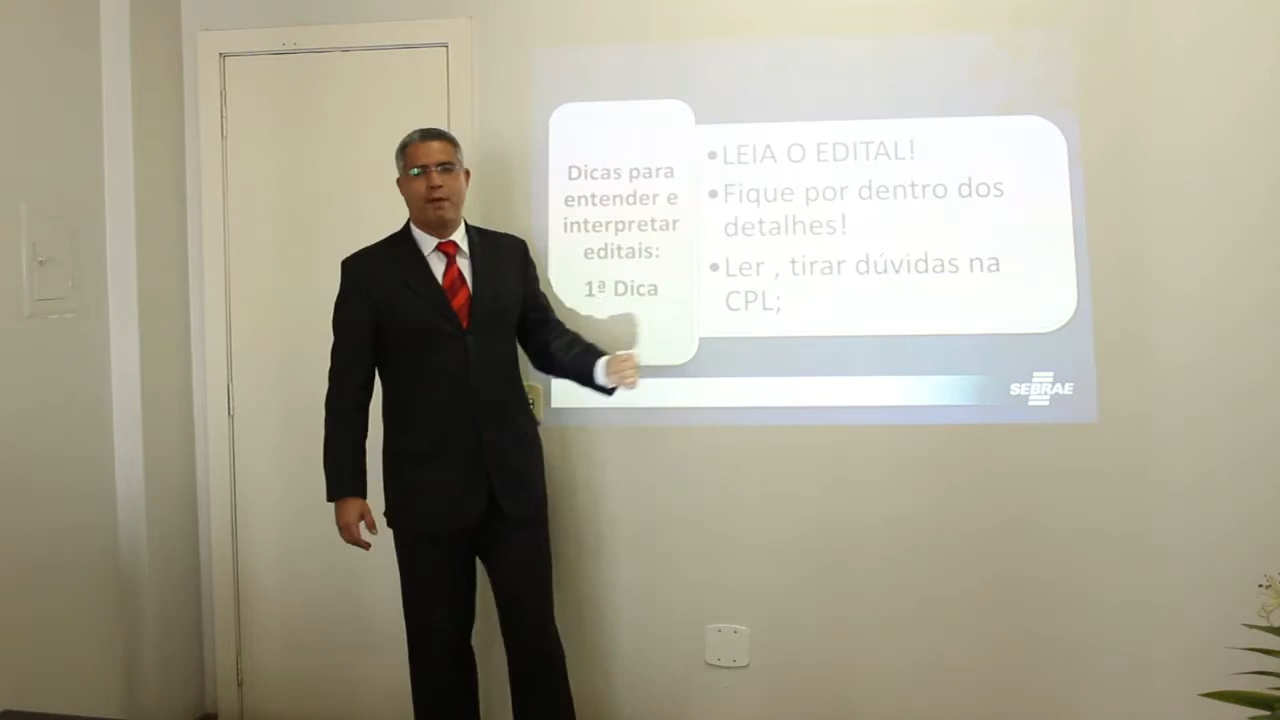 Dicas para
entender e
interpretar
editais:
1ª Dica
•LEIA O EDITAL!
•Fique por dentro dos
detalhes!
•Ler , tirar dúvidas na
CPL;
SEBRAE